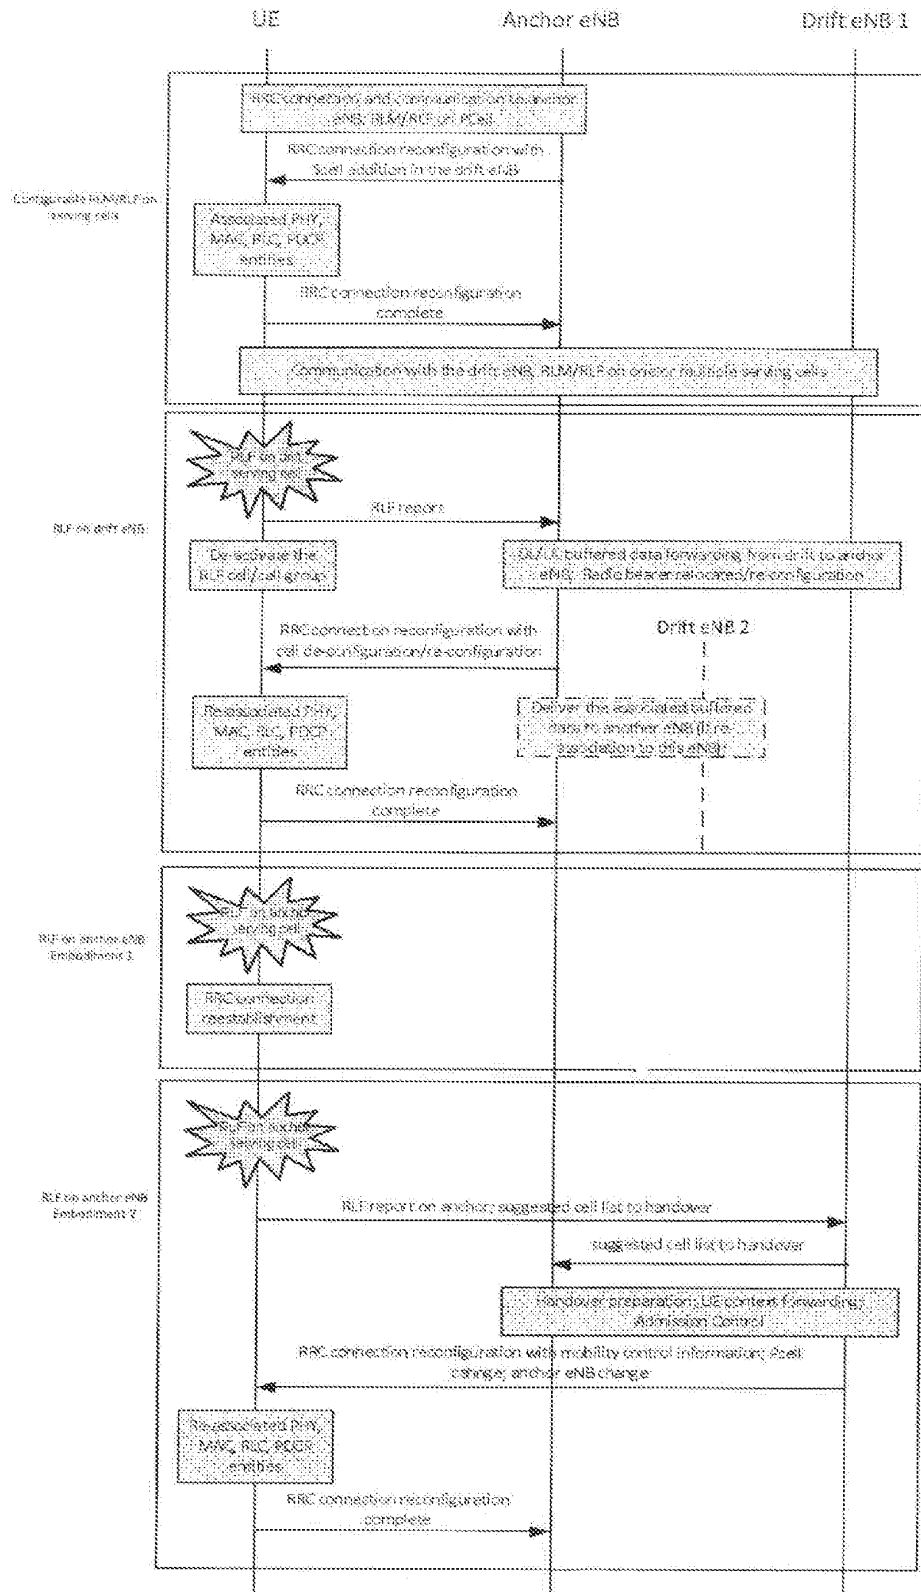 UE
Anchor eNB
Drift eNB 1
RRC connection and communication to anchor
eNB, RLM/RLF on PCell
RRC connection reconfiguration with
Scell addition in the drift eNB
Configurable RLM/RLF on
serving cells
Associated PHY,
MAC, RLC, PDCP
entities
RRC connection reconfiguration
complete
Communication with the drift eNB, RLM/RLF on one or multiple serving cells
RLF on drift
serving cell
RLF report
RLF on drift eNB
De-activate the
RLF cell/cell group
DL/UL buffered data forwarding from drift to anchor
eNB, Radio bearer relocated/re-configuration
RRC connection reconfiguration with
cell de-configuration/re-configuration
Drift eNB 2
Re-associated PHY,
MAC, RLC, PDCP
entities
Deliver the associated buffered
data to another eNB (if re-
association to this eNB)
RRC connection reconfiguration
complete
RLF on anchor
serving cell
RLF on anchor eNB
Embodiment 1
RRC connection
reestablishment
RLF on anchor
serving cell
RLF on anchor eNB
Embodiment 2
RLF report on anchor; suggested cell list to handover
suggested cell list to handover
Handover preparation; UE context forwarding;
Admission Control
RRC connection reconfiguration with mobility control information; Pcell
cahnge; anchor eNB change
Re-associated PHY,
MAC, RLC, PDCP
entities
RRC connection reconfiguration
complete